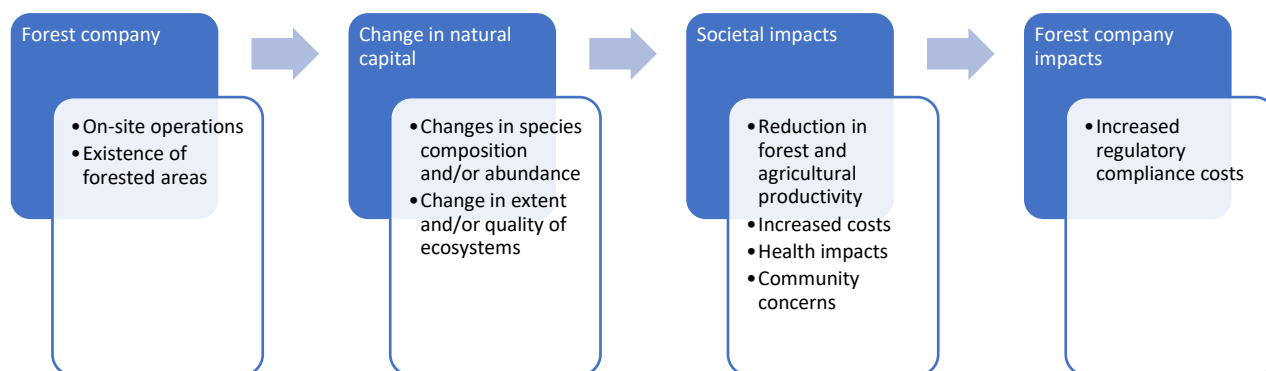 Forest company
• On-site operations
• Existence of
forested areas
Change in natural
capital
• Changes in species
composition
and/or abundance
• Change in extent
and/or quality of
ecosystems
Societal impacts
• Reduction in
forest and
agricultural
productivity
• Increased costs
• Health impacts
• Community
concerns
Forest company
impacts
• Increased
regulatory
compliance costs